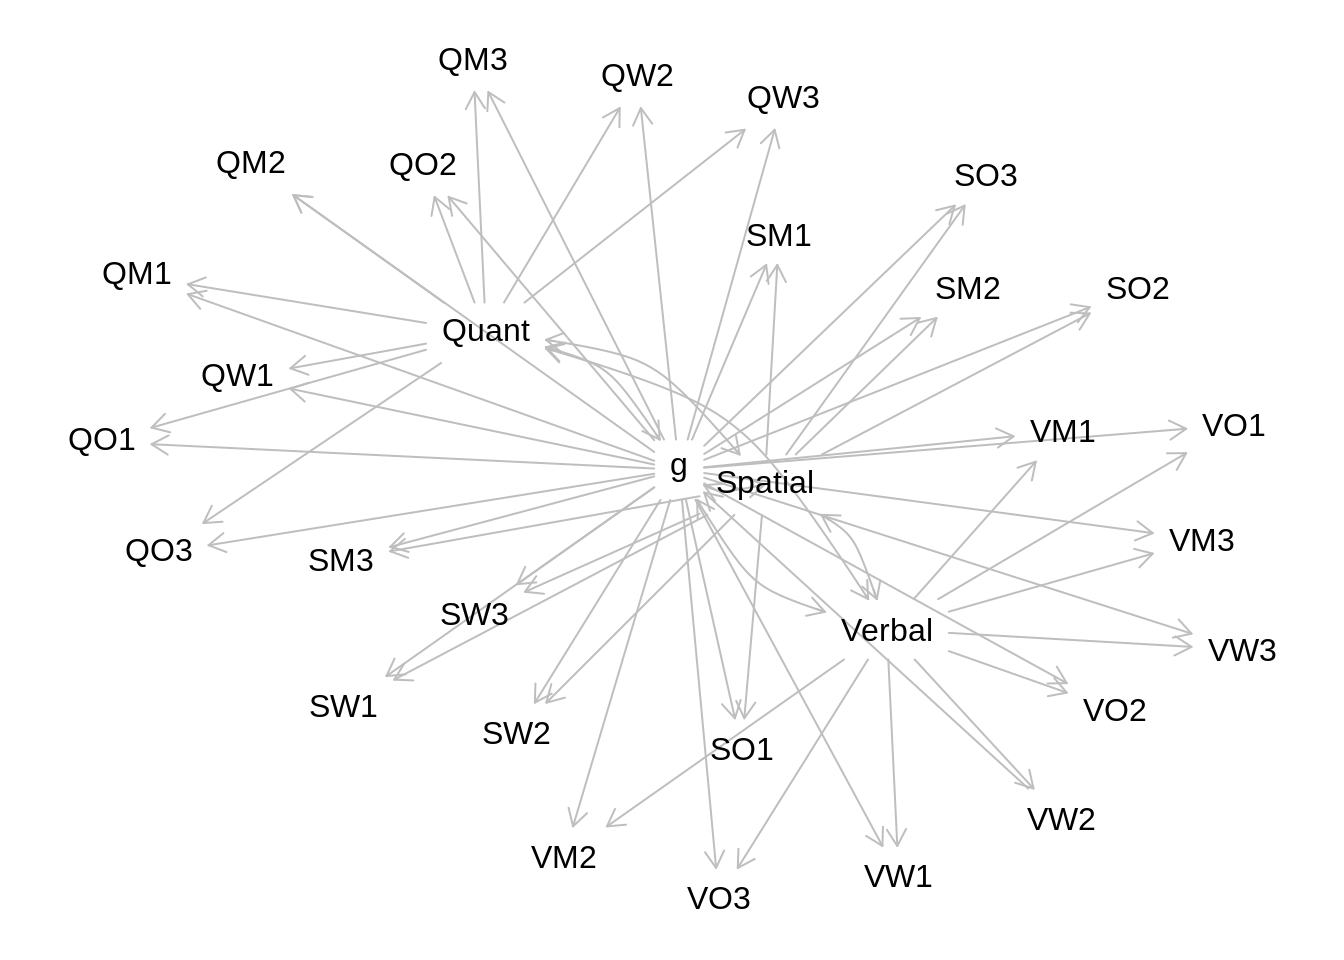 QM3
QW2
QW3
QM2
QO2
SO3
SM1
QM1
SM2
SO2
Quant
QW1
VO1
VM1
QO1
g
Spatial
VM3
QO3
SM3
SW3
Verbal
VW3
SW1
VO2
SW2
SO1
VW2
VM2
VW1
VO3